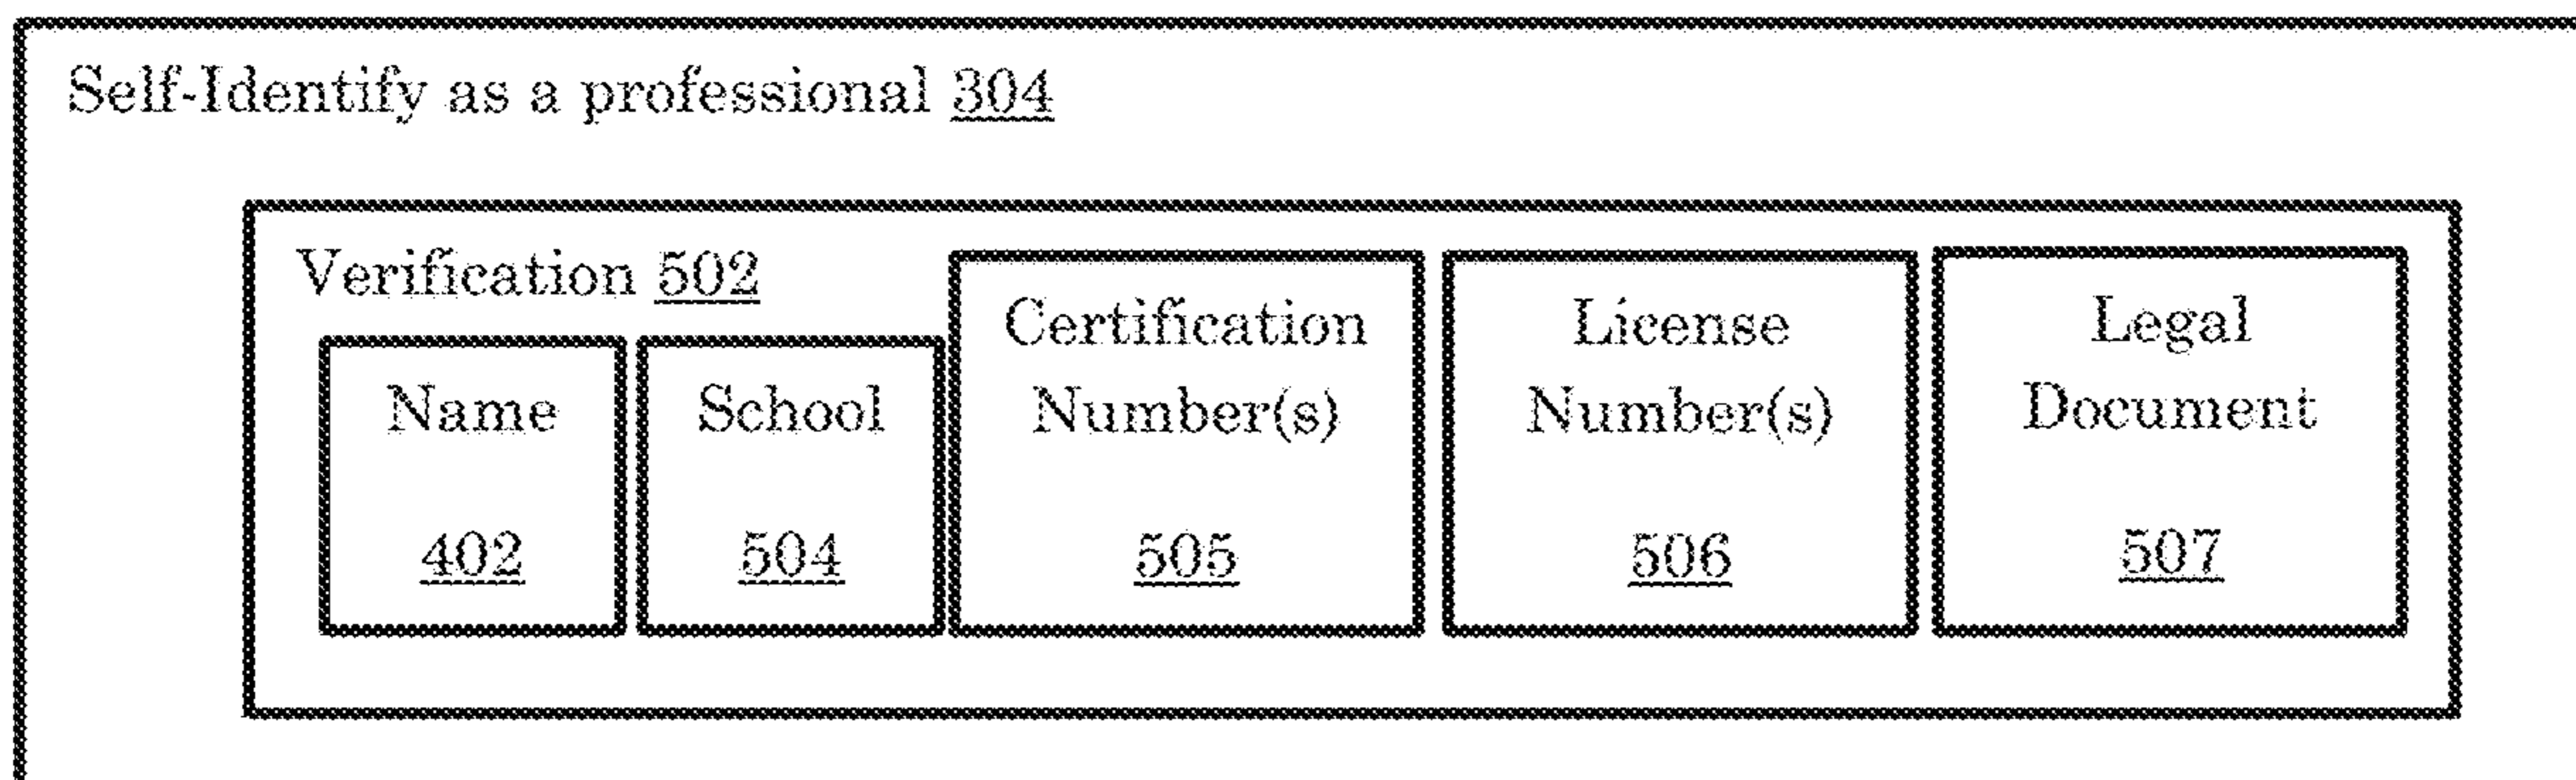 Self-Identify as a professional 304
Verification 502
Name
402
School
504
Certification
Number(s)
505
License
Number(s)
506
Legal
Document
507